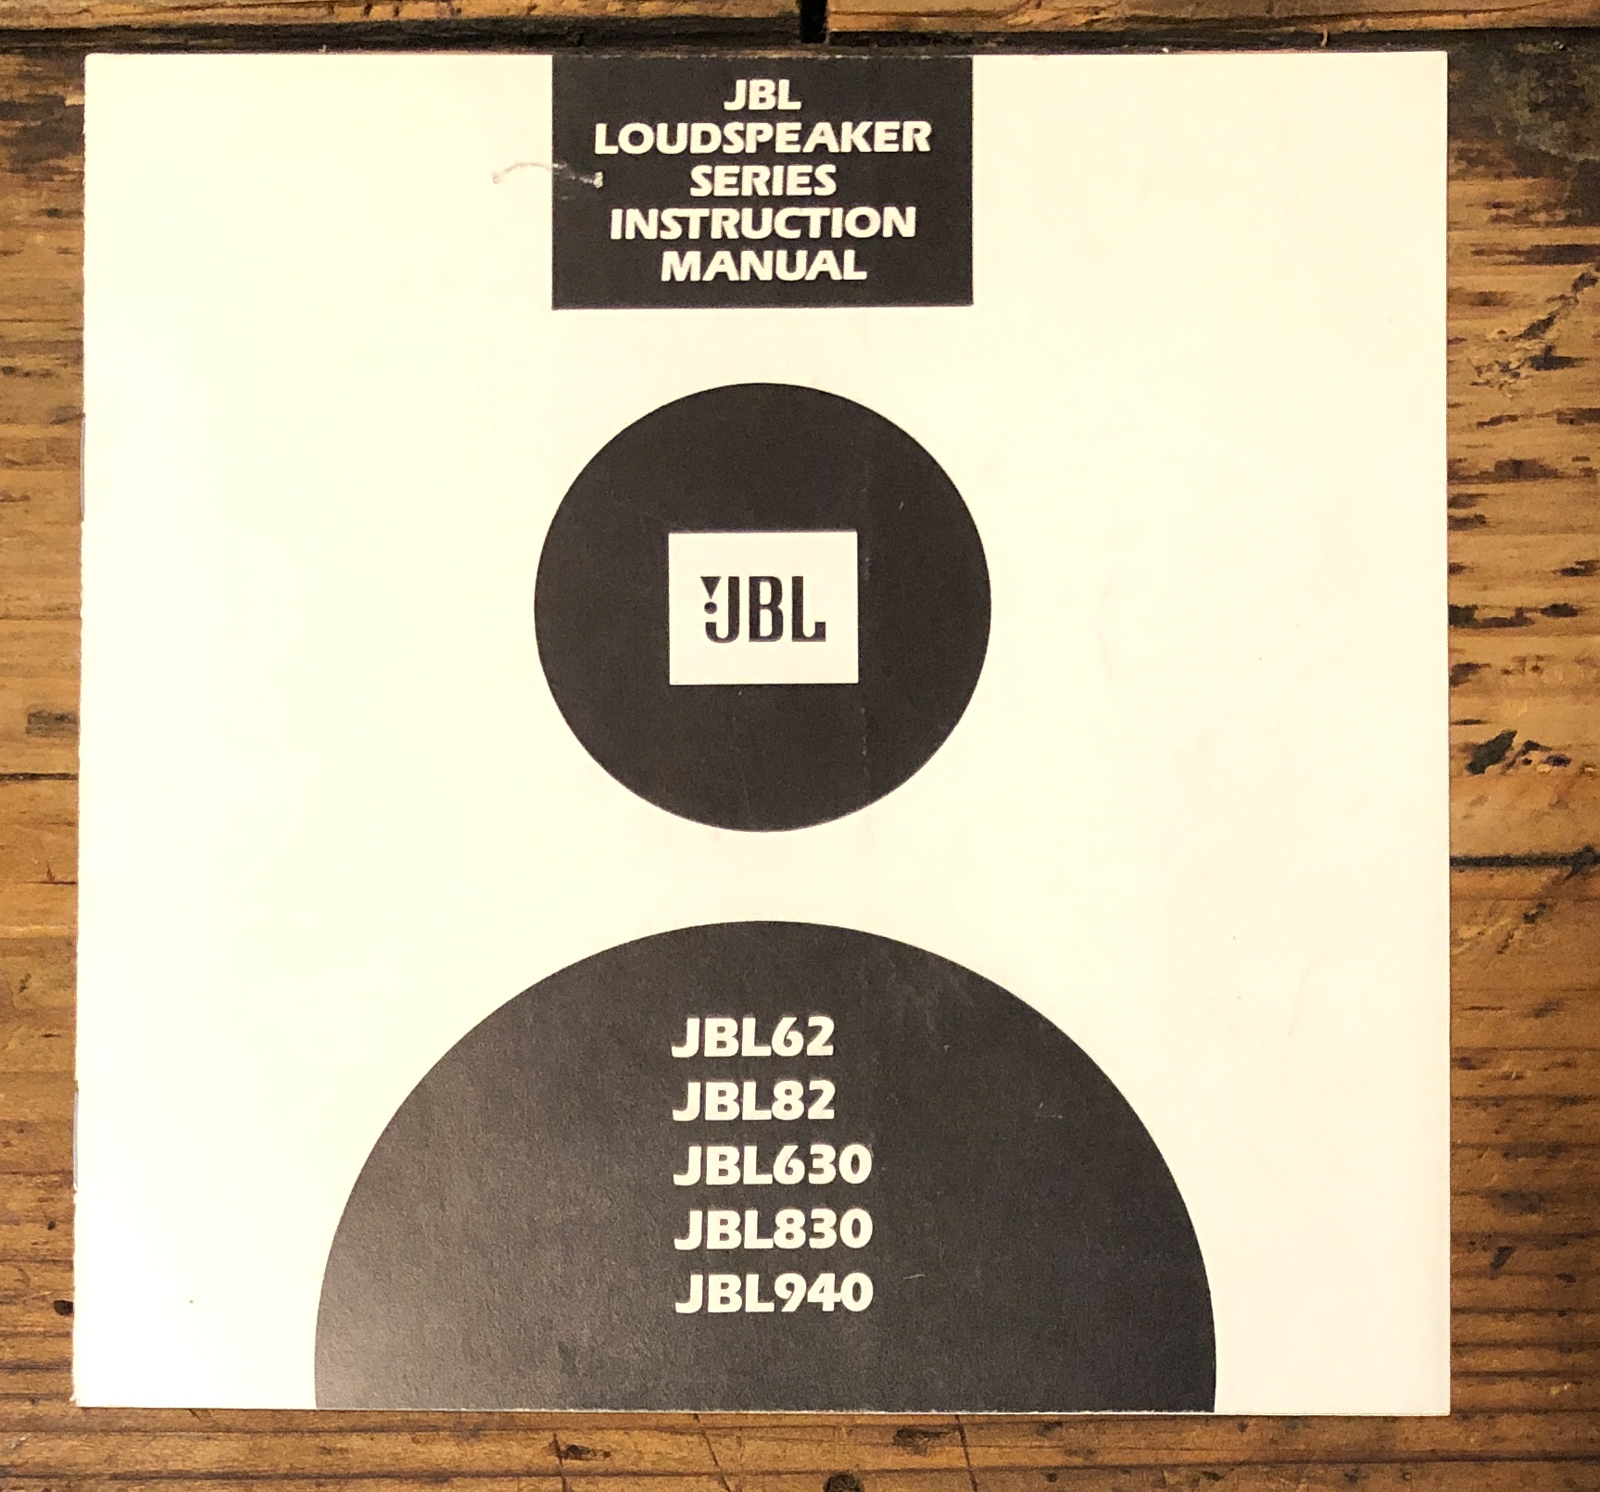 JBL
LOUDSPEAKER
SERIES
INSTRUCTION
MANUAL
JBL
JBL62
JBL82
JBL630
JBL830
JBL940